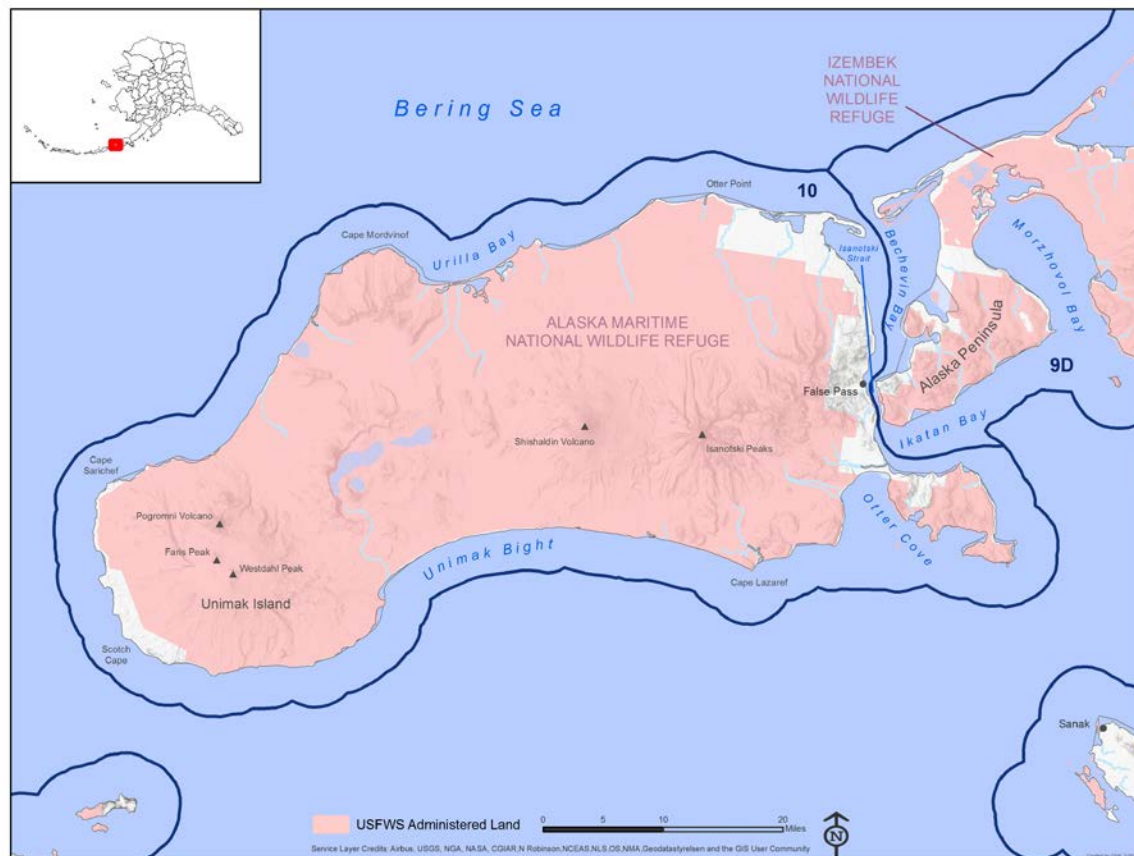 IZEMBEK
NATIONAL
WILDLIFE
REFUGE
Bering Sea
Otter Point
10
Cape Mordvinof
Urilla Bay
Isanotski
Strait
Bechevin Bay
Morzhovoi Bay
ALASKA MARITIME
NATIONAL WILDLIFE REFUGE
Alaska Peninsula
9D
False Pass
Ikatan Bay
Shishaldin Volcano
Isanotski Peaks
Cape
Sarichef
Pogromni Volcano
Otter Cove
Unimak Bight
Faris Peak
Westdahl Peak
Cape Lazaref
Unimak Island
Scotch
Cape
Sanak
USFWS Administered Land
0 5 10 20
Miles
N
Service Layer Credits: Airbus, USGS, NGA, NASA, CGIAR,N Robinson,NCEAS,NLS,OS,NMA,Geodatastyrelsen and the GIS User Community